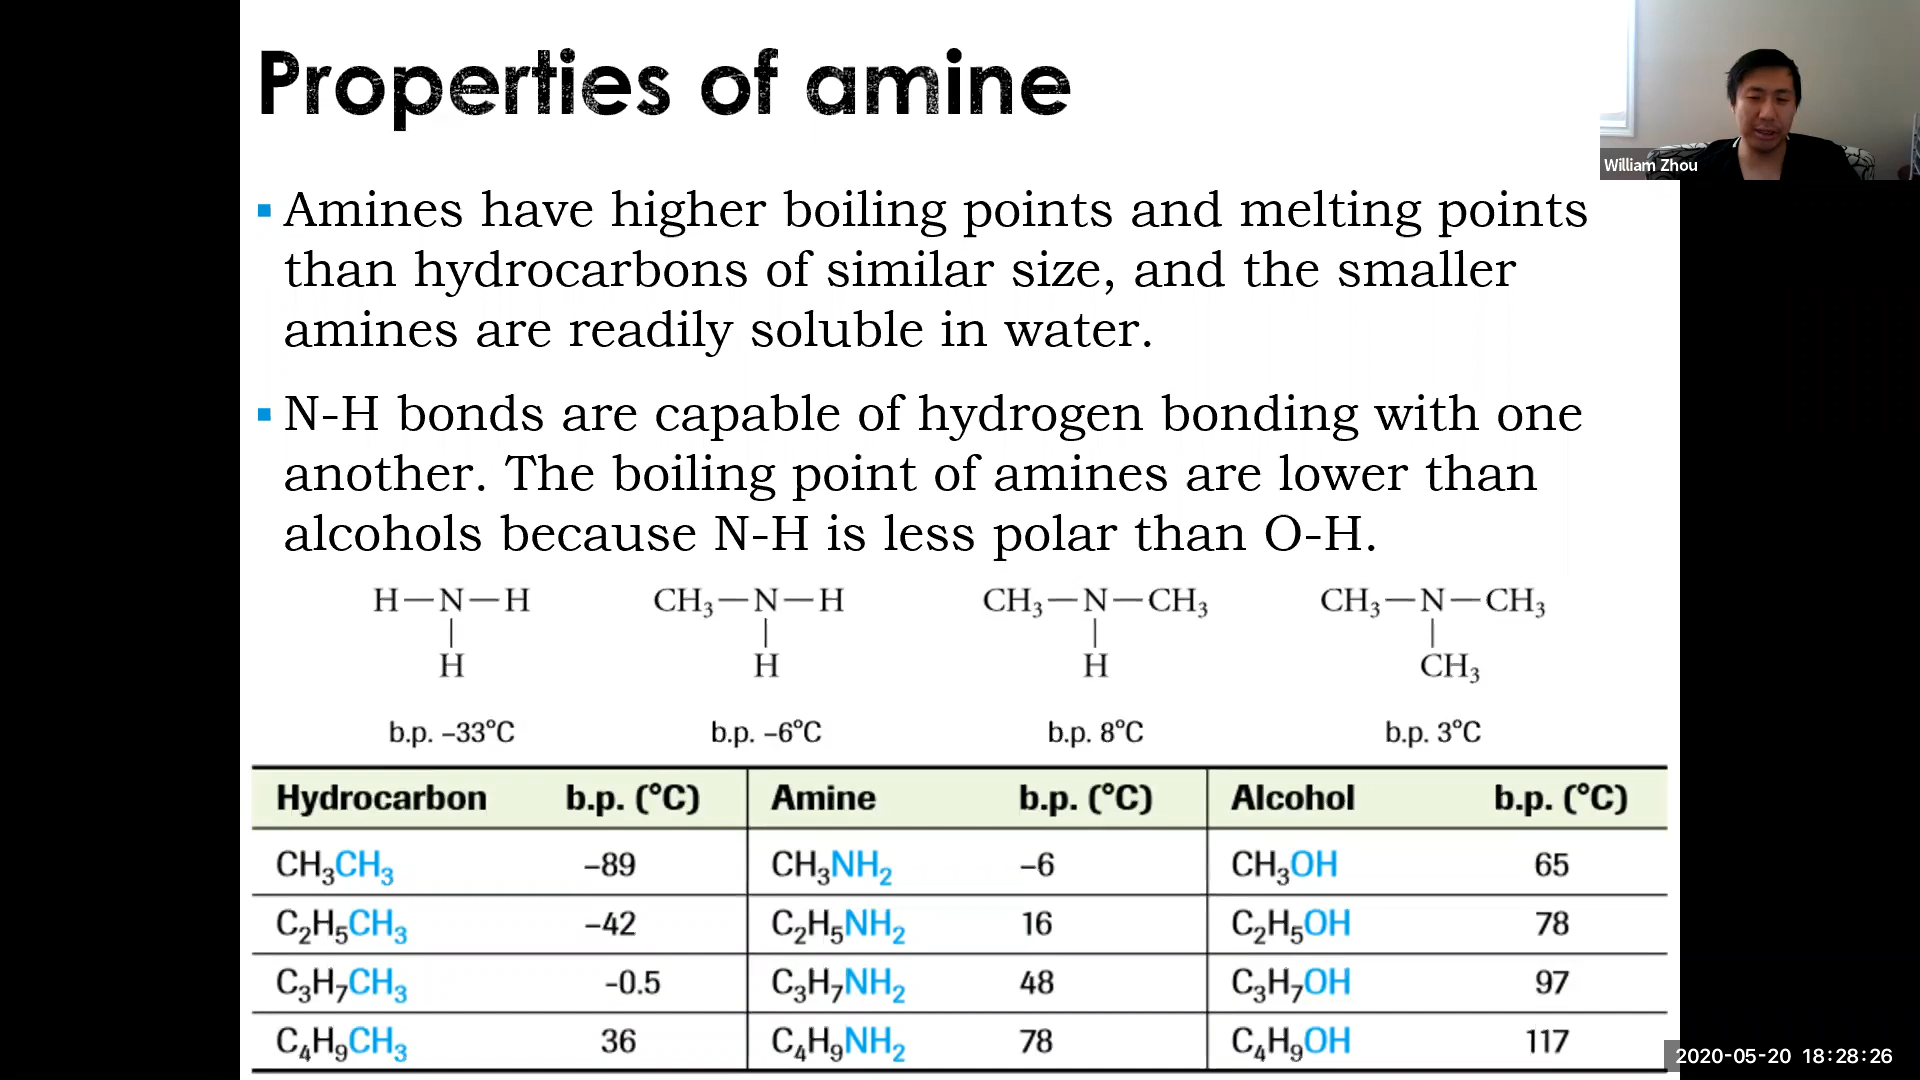 Properties of amine
William Zhou
▪ Amines have higher boiling points and melting points
than hydrocarbons of similar size, and the smaller
amines are readily soluble in water.
▪ N-H bonds are capable of hydrogen bonding with one
another. The boiling point of amines are lower than
alcohols because N-H is less polar than O-H.
H—N—H CH₃—N—H CH₃—N—CH₃ CH₃—N—CH₃
H H H CH₃
b.p. –33°C b.p. –6°C b.p. 8°C b.p. 3°C
Hydrocarbon b.p. (°C) Amine b.p. (°C) Alcohol b.p. (°C)
CH₃CH₃ –89 CH₃NH₂ –6 CH₃OH 65
C₂H₅CH₃ –42 C₂H₅NH₂ 16 C₂H₅OH 78
C₃H₇CH₃ -0.5 C₃H₇NH₂ 48 C₃H₇OH 97
C₄H₉CH₃ 36 C₄H₉NH₂ 78 C₄H₉OH 117
2020-05-20 18:28:26